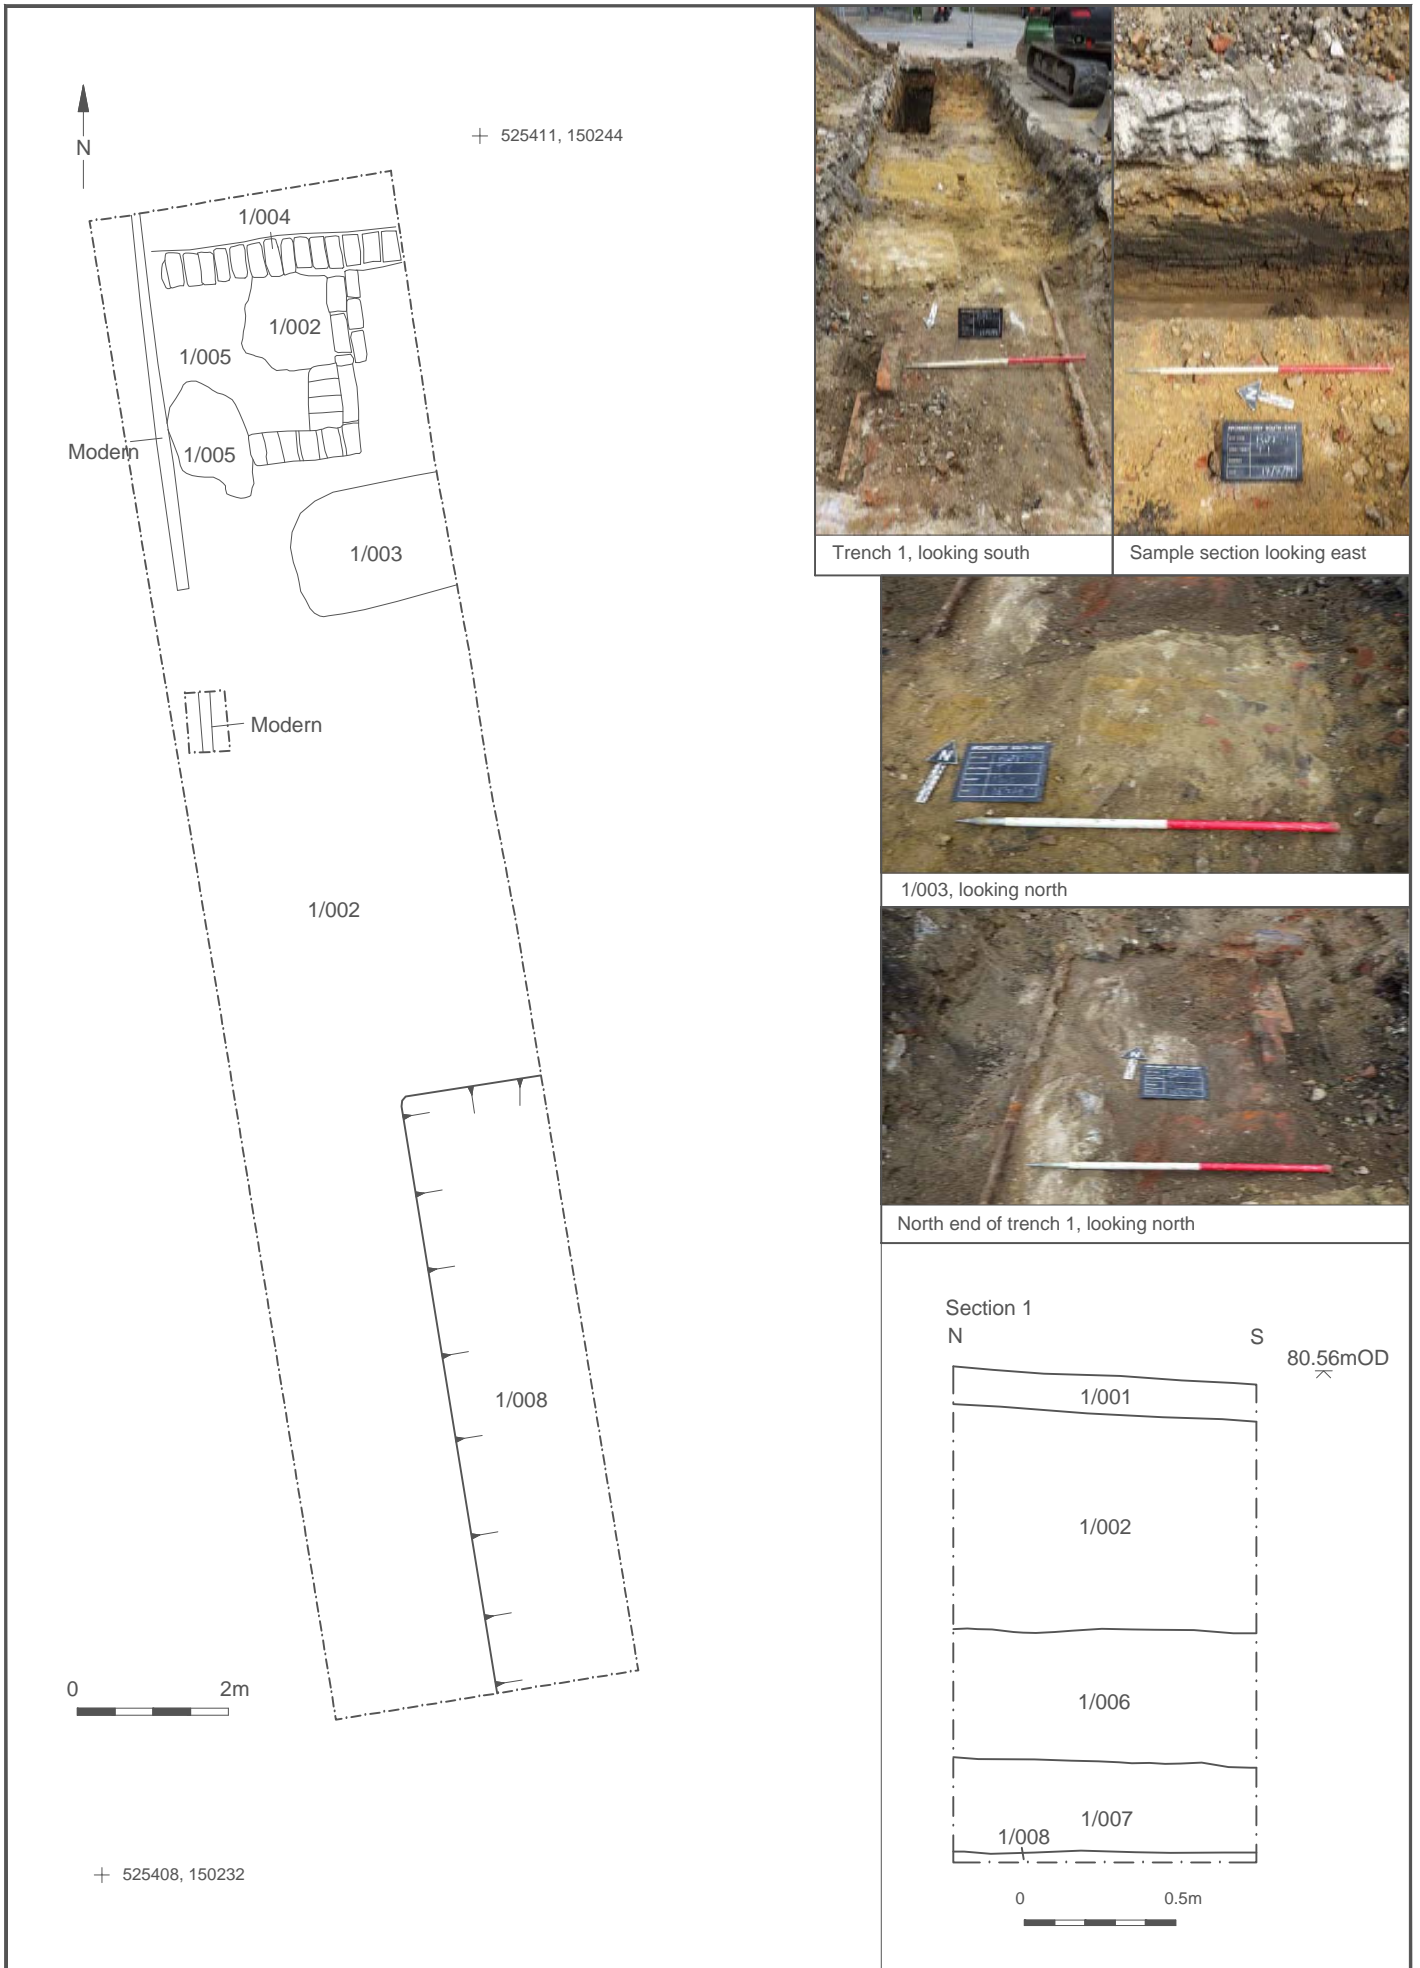 N
525411, 150244
1/004
1/002
1/005
Modern
1/005
1/003
Modern
1/002
1/008
0 2m
525408, 150232
Trench 1, looking south
Sample section looking east
ARCHAEOLOGY SOUTH-EAST
N
1/003, looking north
North end of trench 1, looking north
Section 1
N S
80.56mOD
1/001
1/002
1/006
1/007
1/008
0 0.5m